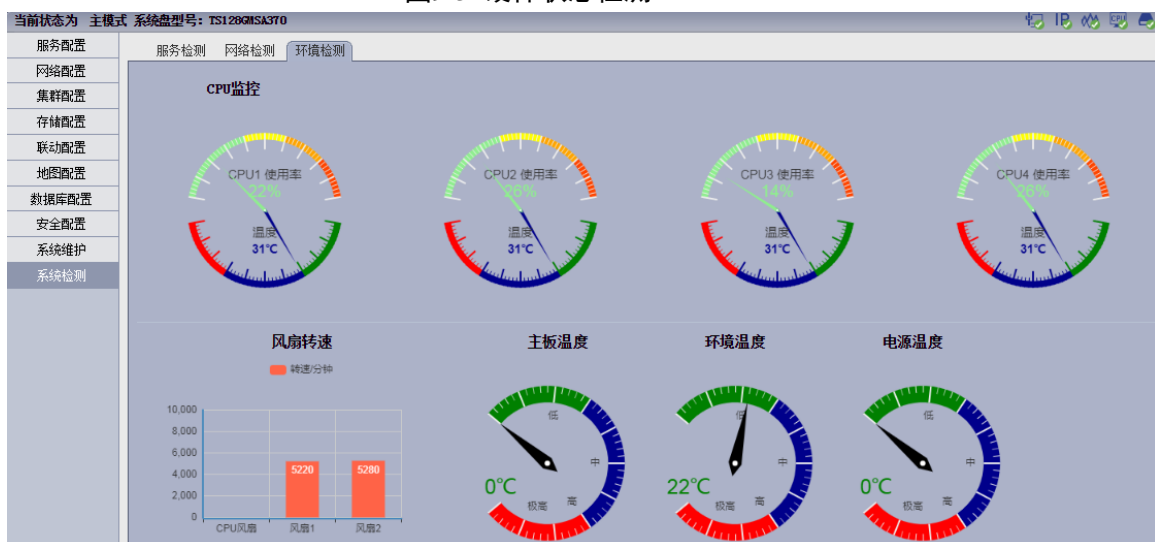 当前状态为 主模式 系统盘型号：TS128GMSA370
IP CPU
服务配置
网络配置
集群配置
存储配置
联动配置
地图配置
数据库配置
安全配置
系统维护
系统检测
服务检测 网络检测 环境检测
CPU监控
CPU1 使用率
22%
温度
31℃
CPU2 使用率
26%
温度
31℃
CPU3 使用率
14%
温度
31℃
CPU4 使用率
26%
温度
31℃
风扇转速
转速/分钟
10,000
8,000
6,000
4,000
2,000
0
5220
5280
CPU风扇 风扇1 风扇2
主板温度
低
中
高
极高
0℃
环境温度
低
中
高
极高
22℃
电源温度
低
中
高
极高
0℃